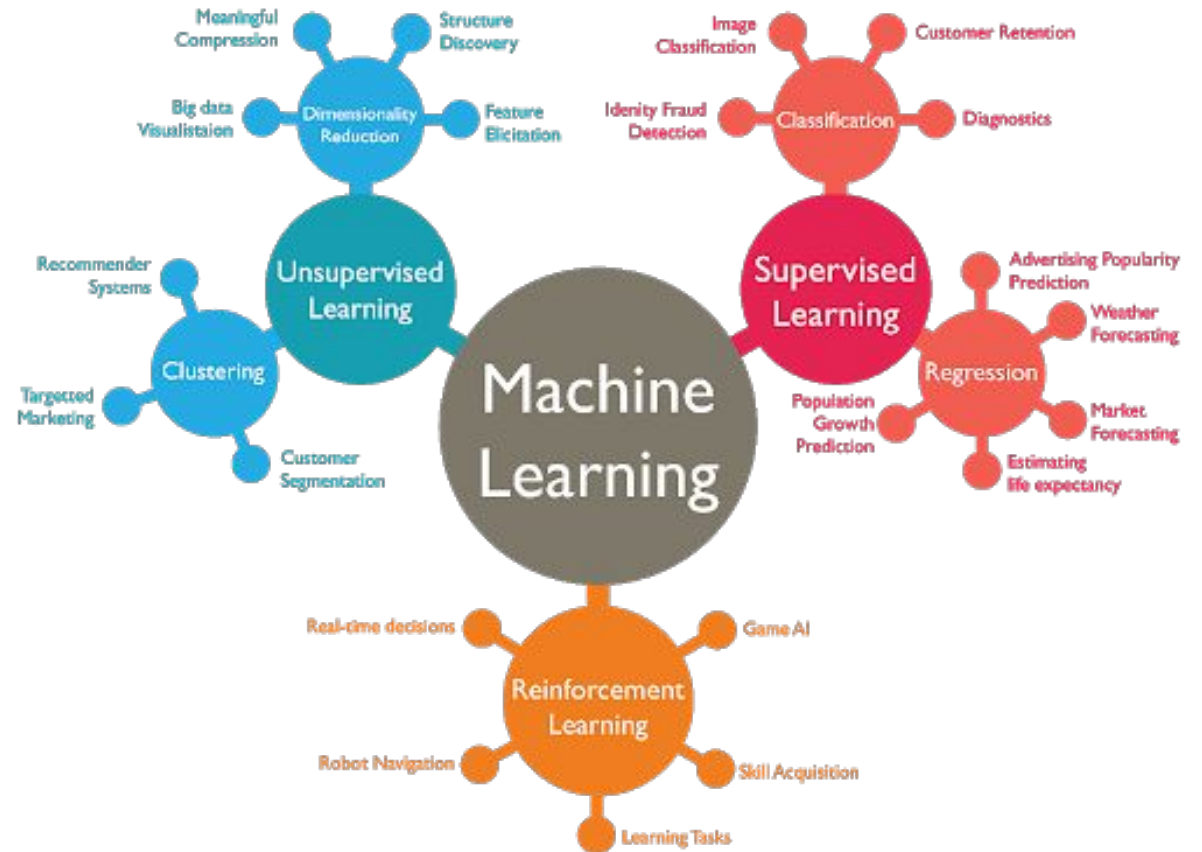 Meaningful
Compression
Structure
Discovery
Big data
Visualistaion
Dimensionality
Reduction
Feature
Elicitation
Image
Classification
Customer Retention
Idenity Fraud
Detection
Classification
Diagnostics
Recommender
Systems
Unsupervised
Learning
Clustering
Targetted
Marketing
Customer
Segmentation
Supervised
Learning
Advertising Popularity
Prediction
Weather
Forecasting
Regression
Population
Growth
Prediction
Market
Forecasting
Estimating
life expectancy
Machine
Learning
Real-time decisions
Game AI
Reinforcement
Learning
Robot Navigation
Skill Acquisition
Learning Tasks